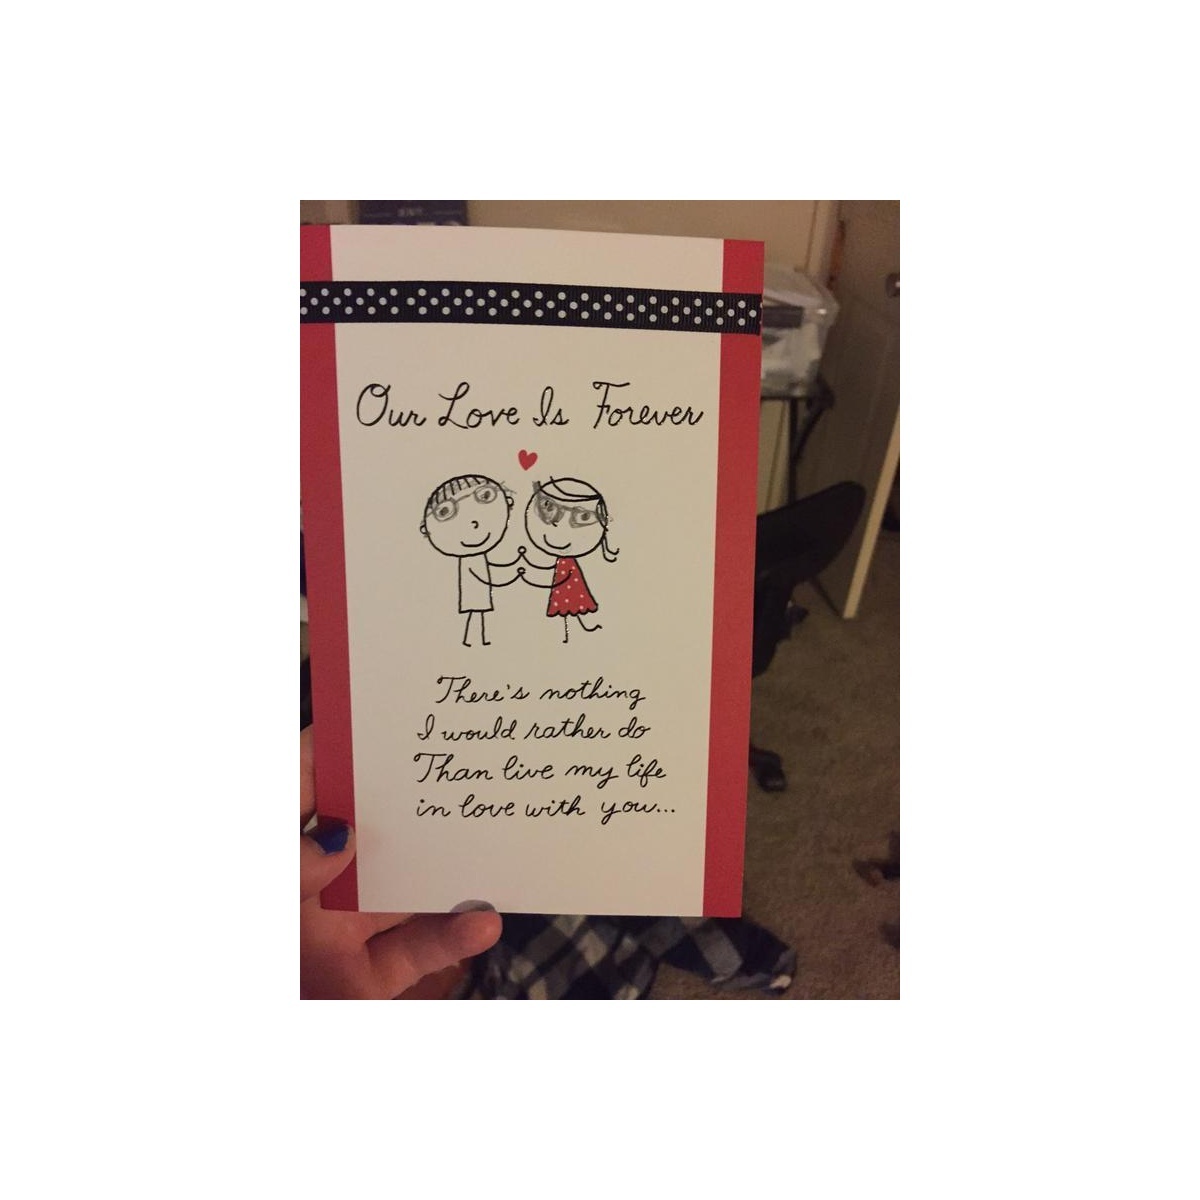 Our Love Is Forever
There's nothing
I would rather do
Than live my life
in love with you...